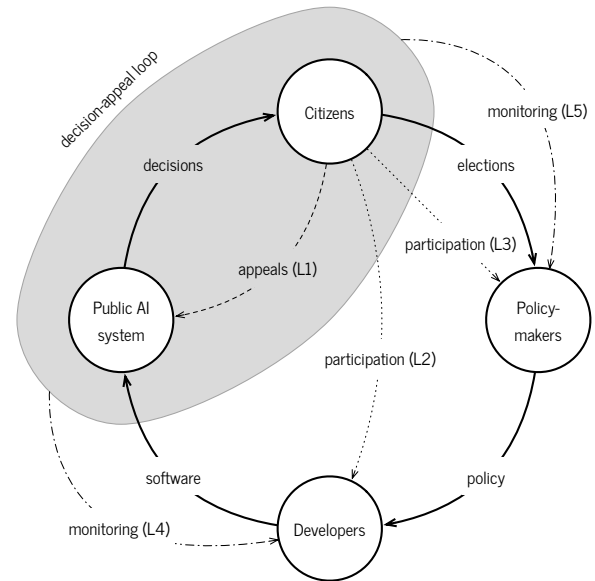 decision-appeal loop
Citizens
monitoring (L5)
decisions
elections
participation (L3)
appeals (L1)
Public AI
system
Policy-
makers
participation (L2)
software
policy
monitoring (L4)
Developers